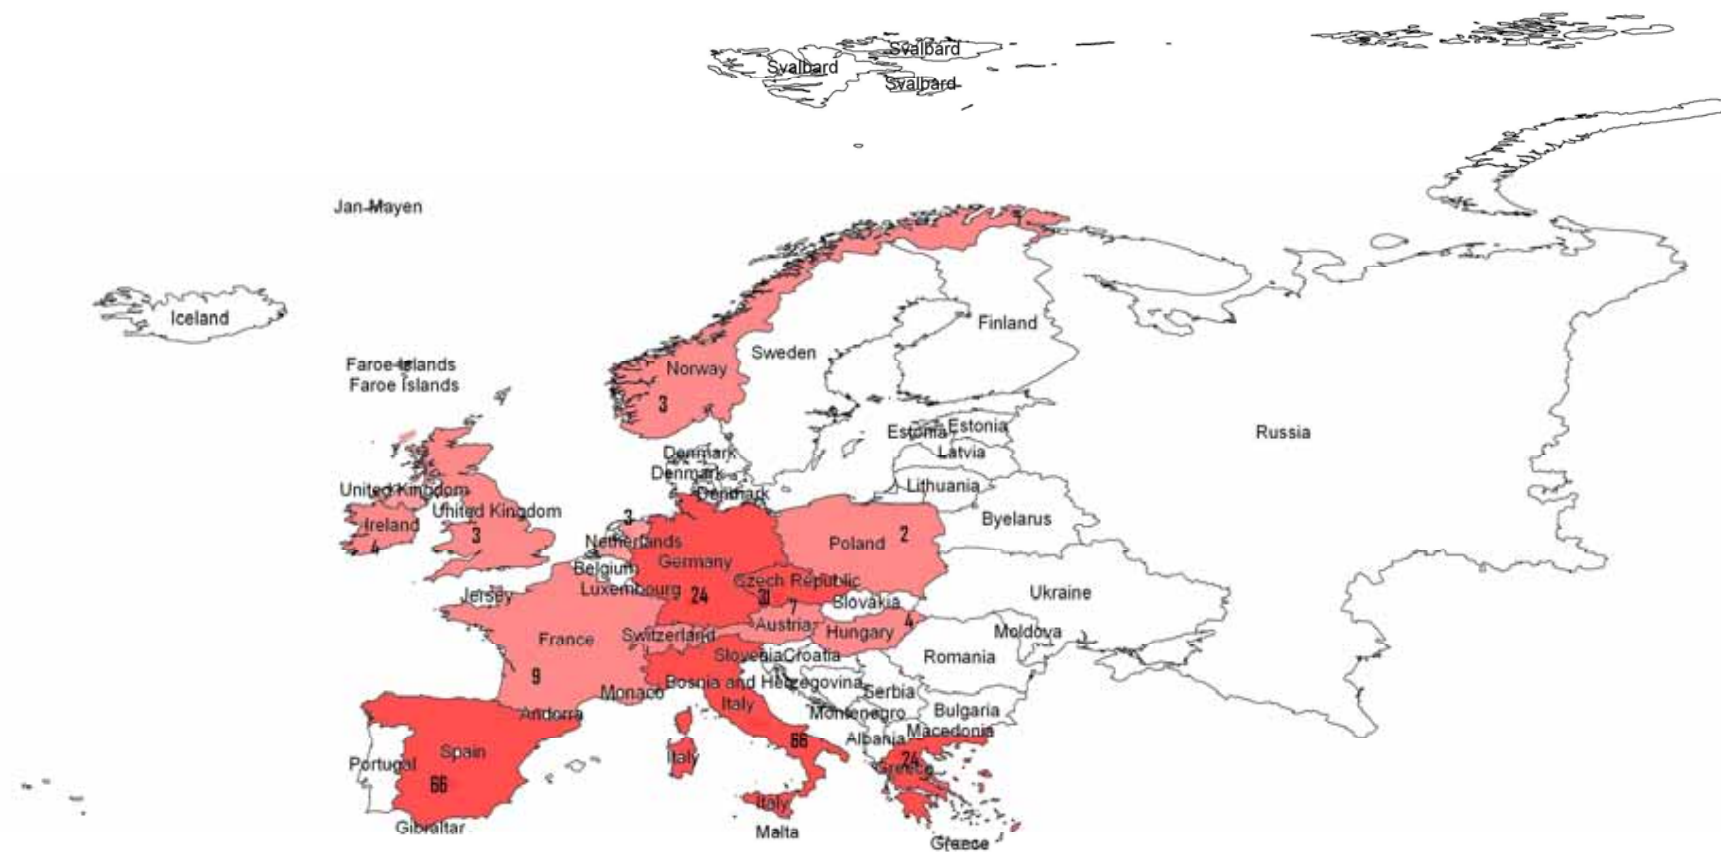 Svalbard
Svalbard
Svalbard
Jan Mayen
Iceland
Finland
Sweden
Faroe Islands
Norway
Faroe Islands
3
Estonia
Estonia
Russia
Denmark
Latvia
Denmark
Lithuania
United Kingdom
Denmark
United Kingdom
3
Byelarus
Ireland
3
2
4
Netherlands
Poland
Belgium
Germany
Czech Republic
Luxembourg
24
31
Ukraine
Jersey
7
Slovakia
Austria
4
France
Switzerland
Hungary
Moldova
Slovenia
Croatia
Romania
9
Monaco
Bosnia and Herzegovina
Serbia
Andorra
Italy
Montenegro
Bulgaria
66
Albania
Macedonia
Spain
Portugal
Italy
24
Greece
66
Italy
Gibraltar
Malta
Greece